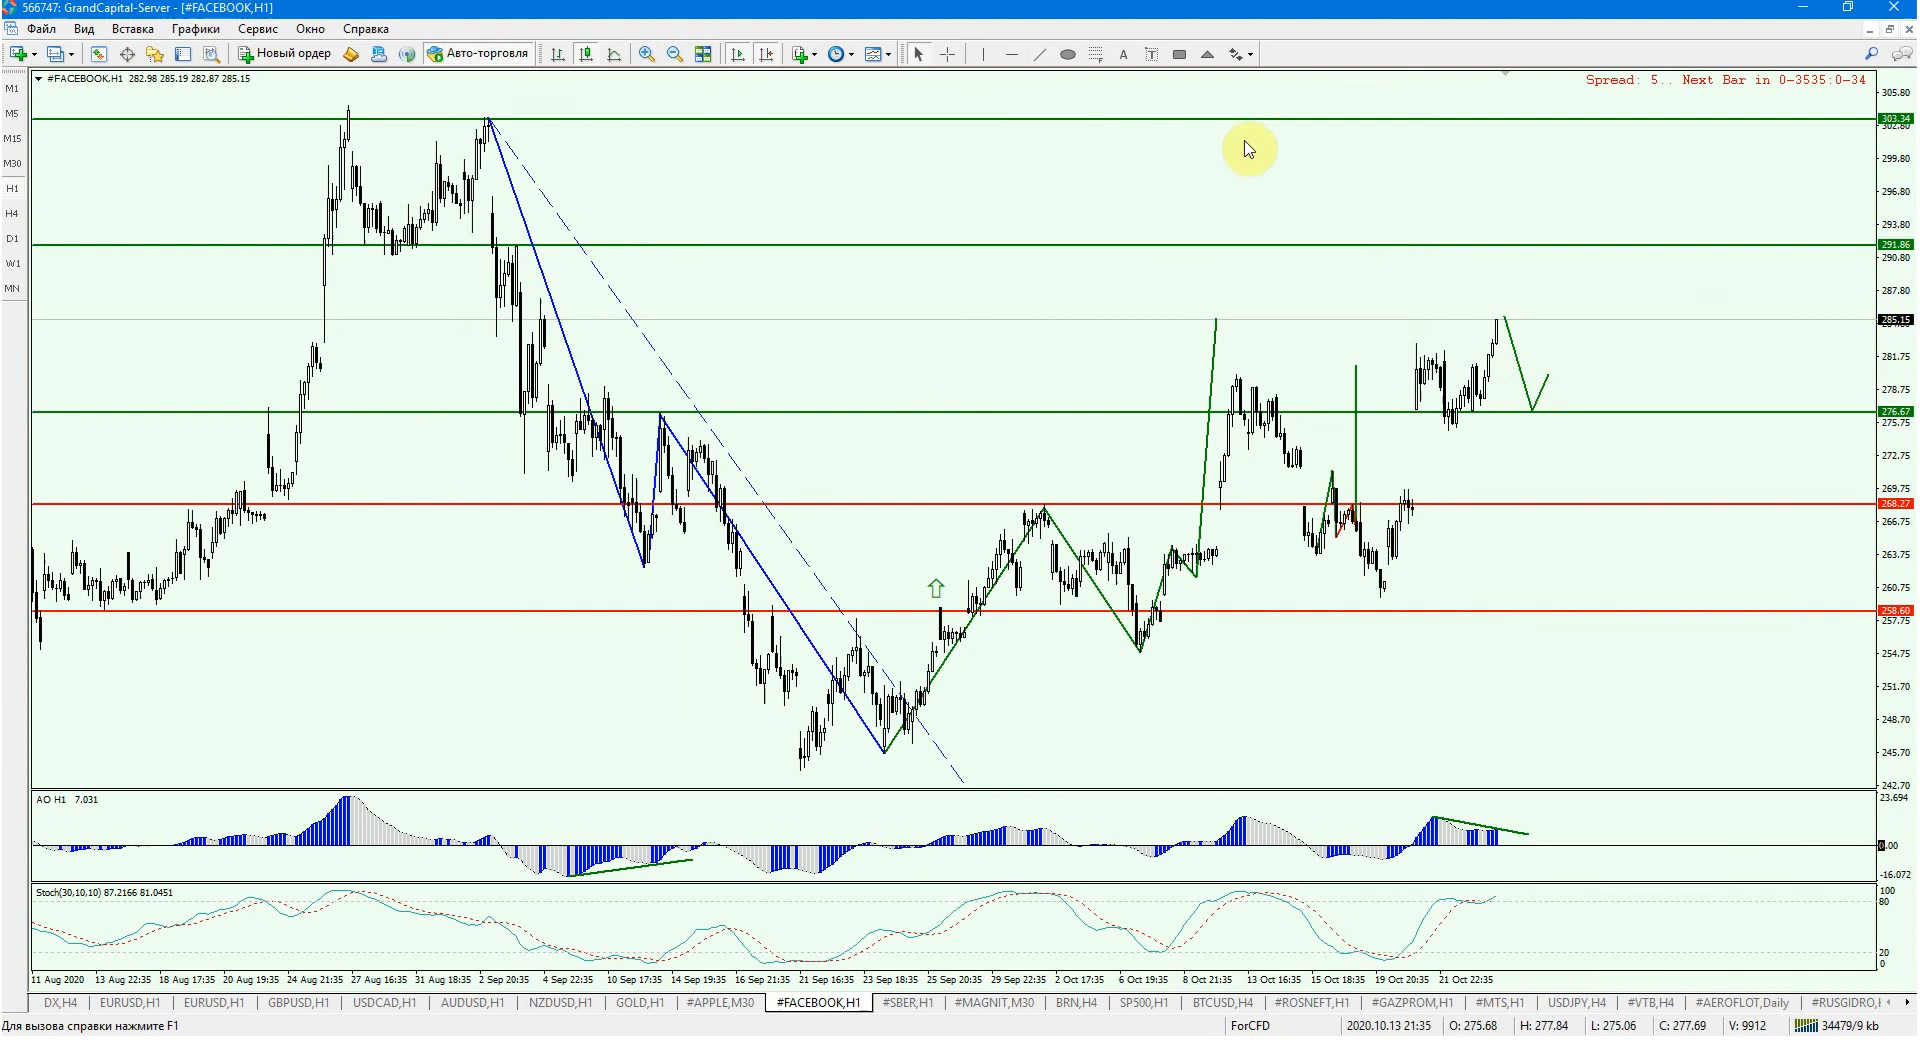 566747: GrandCapital-Server - [#FACEBOOK,H1]
Файл Вид Вставка Графики Сервис Окно Справка
Новый ордер Авто-торговля
M1
M5
M15
M30
H1
H4
D1
W1
MN
#FACEBOOK,H1 282.98 285.19 282.87 285.15
Spread: 5.. Next Bar in 0-3535:0-34
305.80
303.34
302.80
299.80
296.80
293.80
291.86
290.80
287.80
285.15
281.75
278.75
276.67
275.75
272.75
269.75
268.27
266.75
263.75
260.75
258.60
257.75
254.75
251.70
248.70
245.70
242.70
AO H1 7.031
23.694
0.00
-16.072
Stoch(30,10,10) 87.2166 81.0451
100
80
20
0
11 Aug 2020 13 Aug 22:35 18 Aug 17:35 20 Aug 19:35 24 Aug 21:35 27 Aug 16:35 31 Aug 18:35 2 Sep 20:35 4 Sep 22:35 10 Sep 17:35 14 Sep 19:35 16 Sep 21:35 21 Sep 16:35 23 Sep 18:35 25 Sep 20:35 29 Sep 22:35 2 Oct 17:35 6 Oct 19:35 8 Oct 21:35 13 Oct 16:35 15 Oct 18:35 19 Oct 20:35 21 Oct 22:35
DX,H4 EURUSD,H1 EURUSD,H1 GBPUSD,H1 USDCAD,H1 AUDUSD,H1 NZDUSD,H1 GOLD,H1 #APPLE,M30 #FACEBOOK,H1 #SBER,H1 #MAGNIT,M30 BRN,H4 SP500,H1 BTCUSD,H4 #ROSNEFT,H1 #GAZPROM,H1 #MTS,H1 USDJPY,H4 #VTB,H4 #AEROFLOT,Daily #RUSGIDRO,
Для вызова справки нажмите F1 ForCFD 2020.10.13 21:35 O: 275.68 H: 277.84 L: 275.06 C: 277.69 V: 9912 34479/9 kb